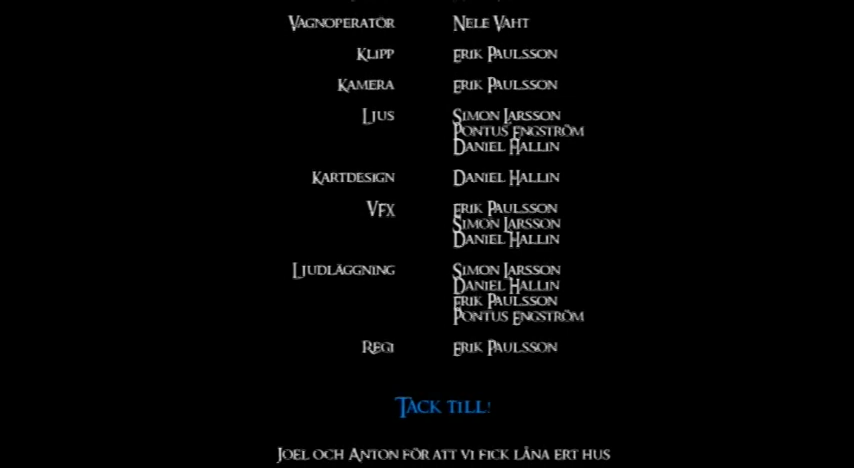 Vagnoperatör Nele Vaht
Klipp Erik Paulsson
Kamera Erik Paulsson
Ljus Simon Larsson
Pontus Engström
Daniel Hallin
Kartdesign Daniel Hallin
VFX Erik Paulsson
Simon Larsson
Daniel Hallin
Ljudläggning Simon Larsson
Daniel Hallin
Erik Paulsson
Pontus Engström
Regi Erik Paulsson
Tack till!
Joel och Anton för att vi fick låna ert hus